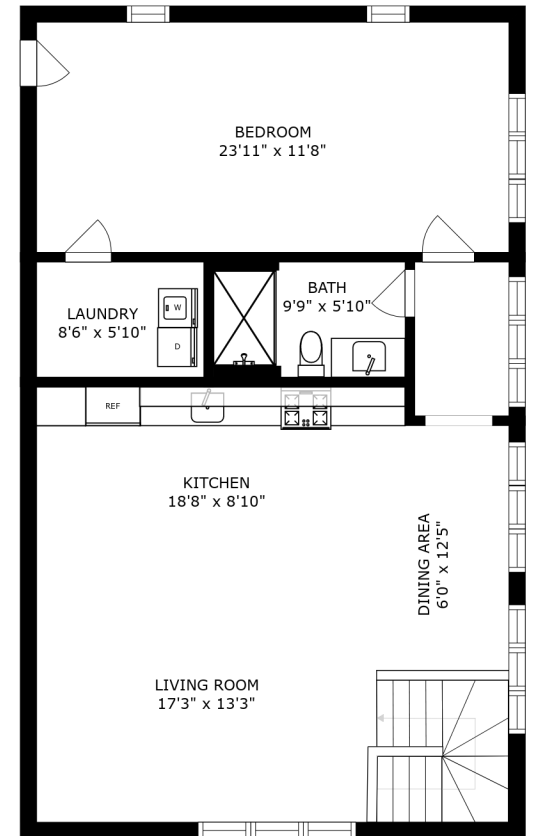 BEDROOM
23'11" x 11'8"
LAUNDRY
8'6" x 5'10"
W
D
BATH
9'9" x 5'10"
REF
KITCHEN
18'8" x 8'10"
DINING AREA
6'0" x 12'5"
LIVING ROOM
17'3" x 13'3"